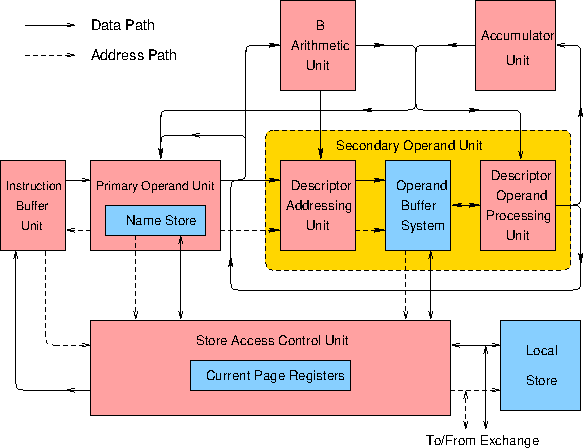 Data Path
Address Path
B
Arithmetic
Unit
Accumulator
Unit
Secondary Operand Unit
Instruction
Buffer
Unit
Primary Operand Unit
Name Store
Descriptor
Addressing
Unit
Operand
Buffer
System
Descriptor
Operand
Processing
Unit
Store Access Control Unit
Current Page Registers
Local
Store
To/From Exchange